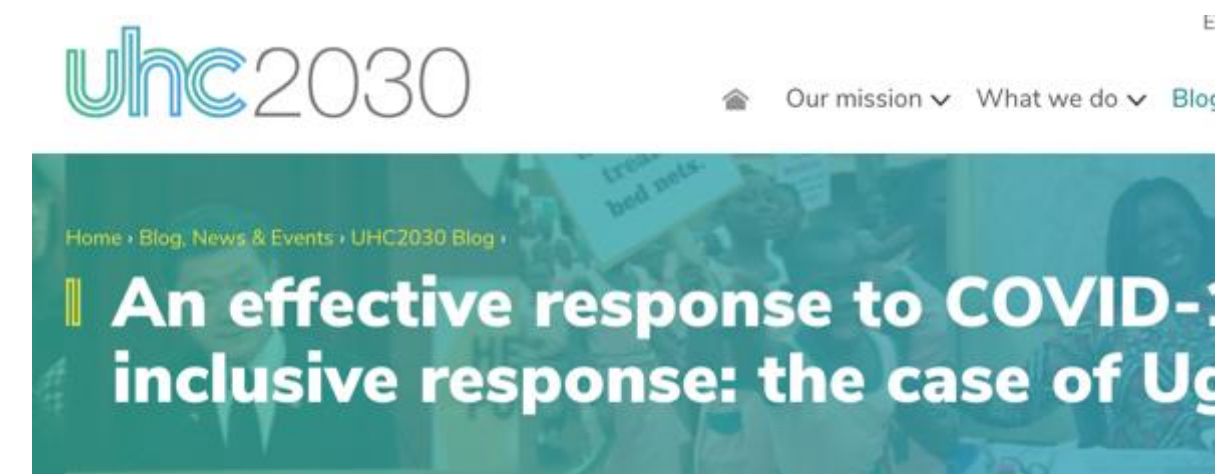 uhc2030
E
Our mission What we do Blog
treat
bed nets.
Home › Blog, News & Events › UHC2030 Blog ›
An effective response to COVID-1
inclusive response: the case of Ug